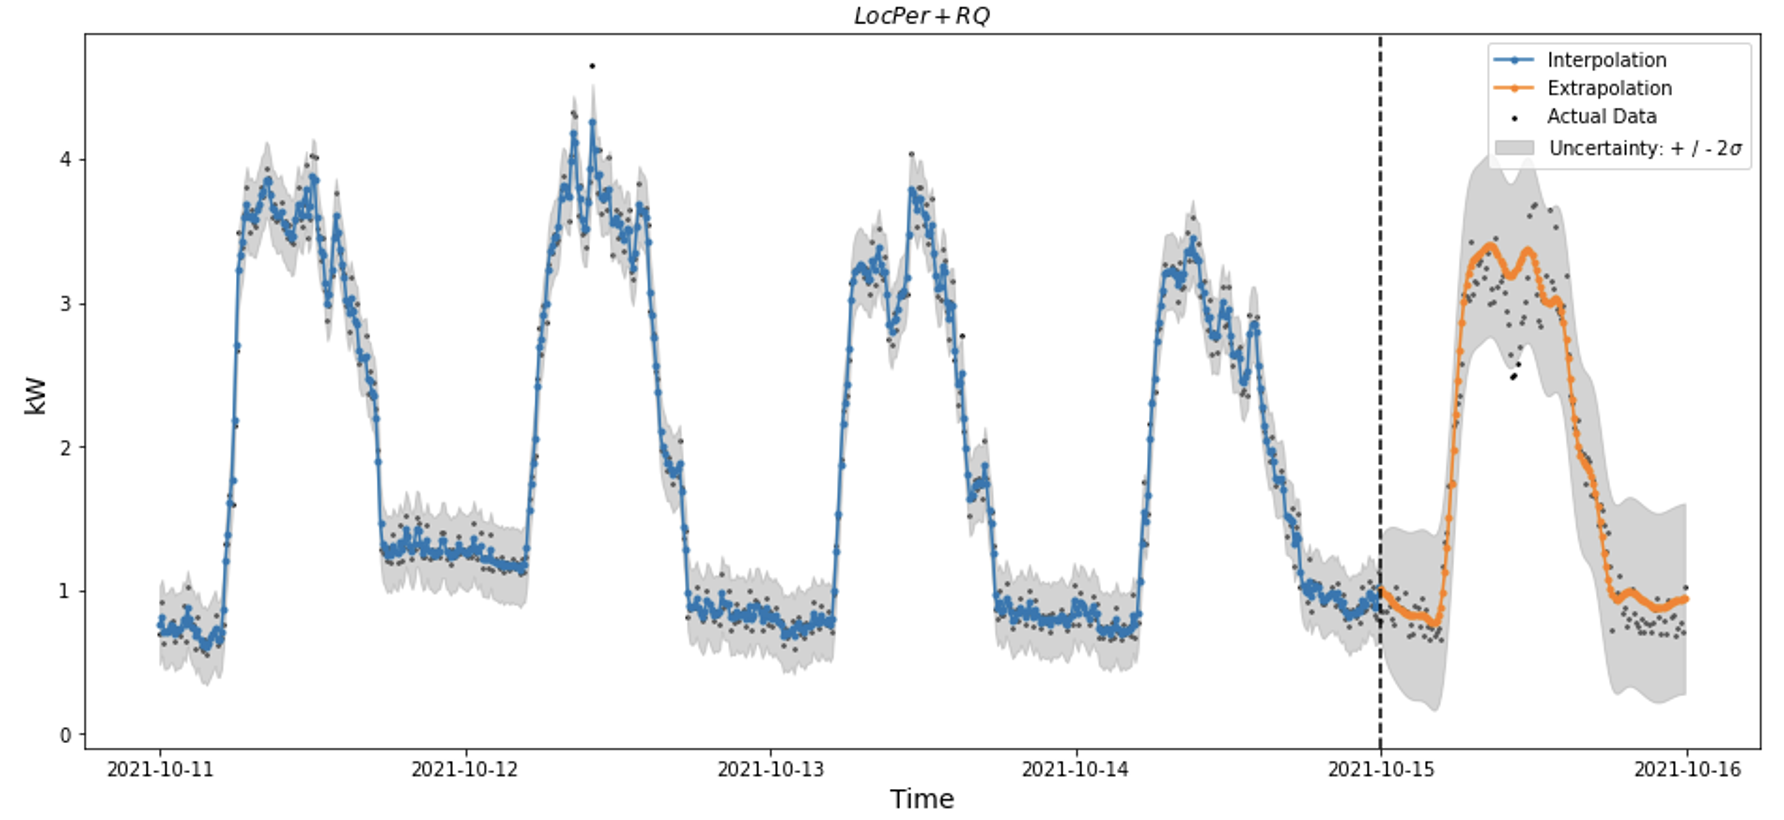 LocPer + RQ
Interpolation
Extrapolation
Actual Data
Uncertainty: + / - 2σ
kW
4
3
2
1
0
2021-10-11
2021-10-12
2021-10-13
2021-10-14
2021-10-15
2021-10-16
Time